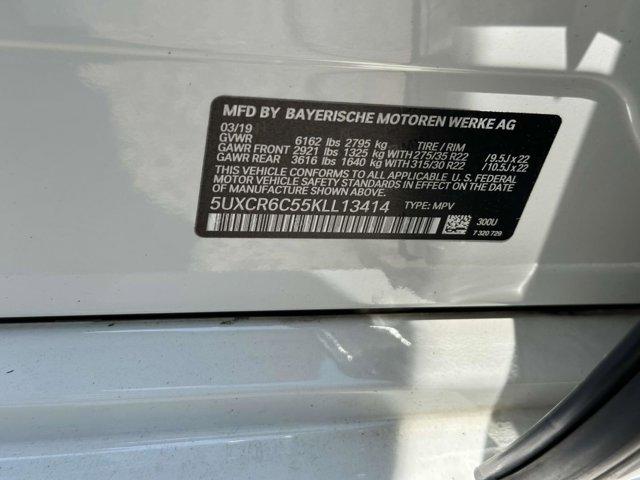 MFD BY BAYERISCHE MOTOREN WERKE AG
03/19
GVWR 6162 lbs 2795 kg TIRE / RIM
GAWR FRONT 2921 lbs 1325 kg WITH 275/35 R22 /9.5J x 22
GAWR REAR 3616 lbs 1640 kg WITH 315/30 R22 /10.5J x 22
THIS VEHICLE CONFORMS TO ALL APPLICABLE U.S. FEDERAL
MOTOR VEHICLE SAFETY STANDARDS IN EFFECT ON
THE DATE OF MANUFACTURE SHOWN ABOVE.
5UXCR6C55KLL13414 TYPE: MPV
300U
7 320 729